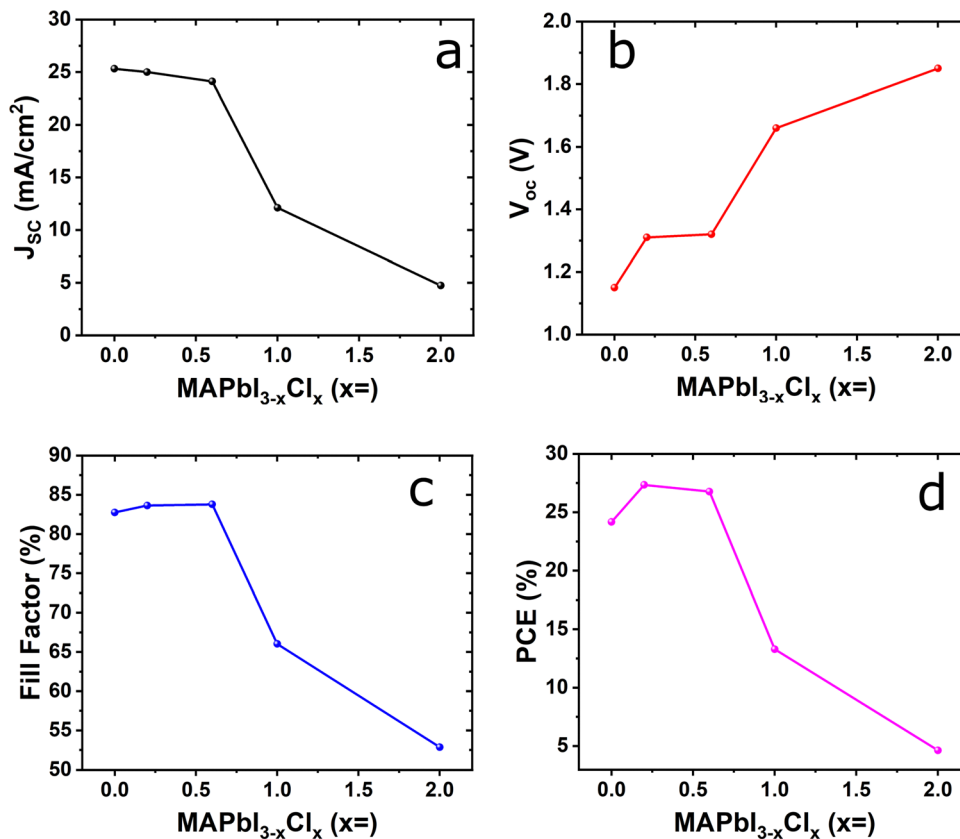 a
J_SC (mA/cm²)
30
25
20
15
10
5
0
0.0 0.5 1.0 1.5 2.0
MAPbI₃₋ₓClₓ (x=)
b
V_oc (V)
2.0
1.8
1.6
1.4
1.2
1.0
0.0 0.5 1.0 1.5 2.0
MAPbI₃₋ₓClₓ (x=)
c
Fill Factor (%)
90
85
80
75
70
65
60
55
50
0.0 0.5 1.0 1.5 2.0
MAPbI₃₋ₓClₓ (x=)
d
PCE (%)
30
25
20
15
10
5
0.0 0.5 1.0 1.5 2.0
MAPbI₃₋ₓClₓ (x=)